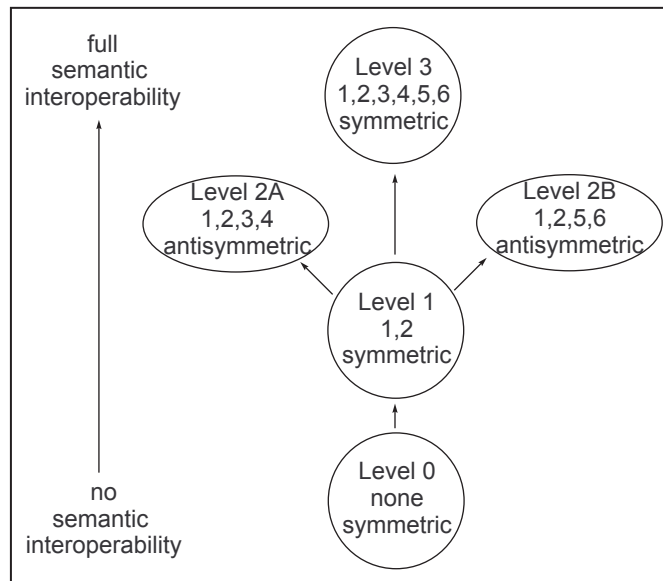 full
semantic
interoperability
Level 3
1,2,3,4,5,6
symmetric
Level 2A
1,2,3,4
antisymmetric
Level 2B
1,2,5,6
antisymmetric
Level 1
1,2
symmetric
Level 0
none
symmetric
no
semantic
interoperability